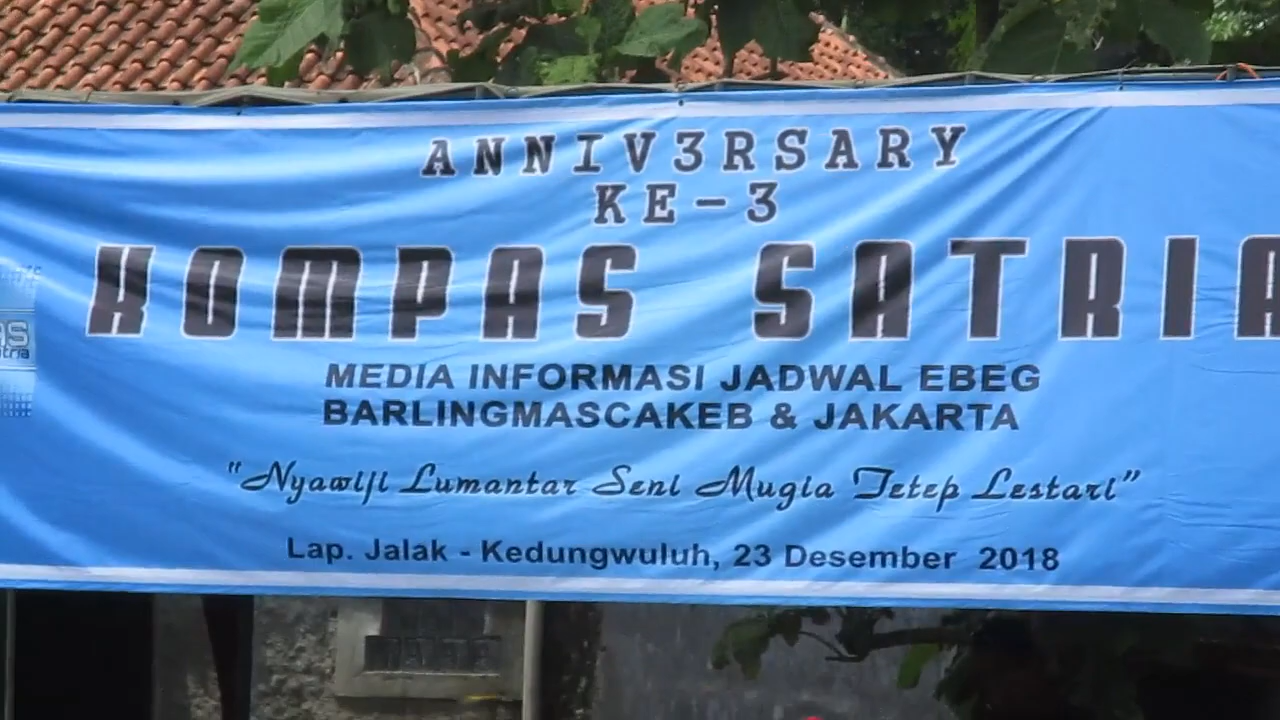 ANNIV3RSARY
KE-3
KOMPAS SATRIA
MEDIA INFORMASI JADWAL EBEG
BARLINGMASCAKEB & JAKARTA
"Nyawiji Lumantar Seni Mugia Tetep Lestari"
Lap. Jalak - Kedungwuluh, 23 Desember 2018